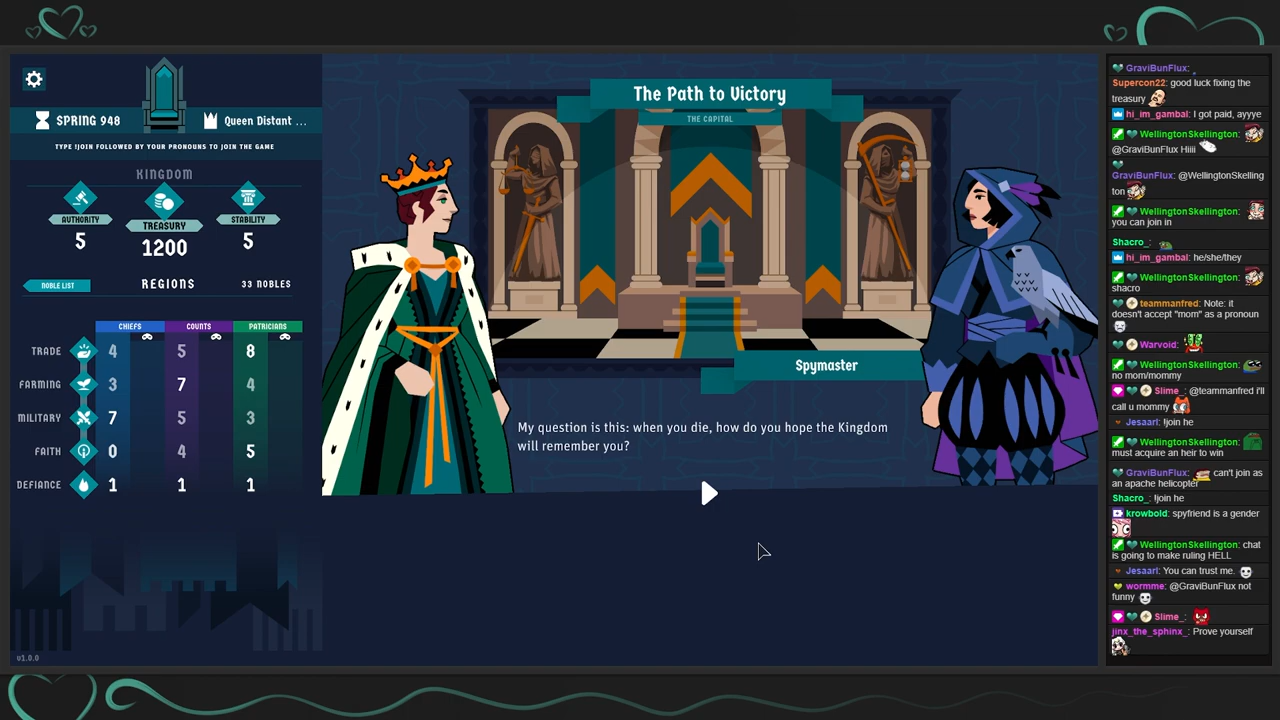 SPRING 948
Queen Distant ...
TYPE !JOIN FOLLOWED BY YOUR PRONOUNS TO JOIN THE GAME
KINGDOM
AUTHORITY
TREASURY
STABILITY
5
1200
5
NOBLE LIST
REGIONS
33 NOBLES
CHIEFS COUNTS PATRICIANS
TRADE 4 5 8
FARMING 3 7 4
MILITARY 7 5 3
FAITH 0 4 5
DEFIANCE 1 1 1
v1.0.0
The Path to Victory
THE CAPITAL
Spymaster
My question is this: when you die, how do you hope the Kingdom
will remember you?
GraviBunFlux:
Supercon22: good luck fixing the
treasury
hi_im_gambal: I got paid, ayyye
WellingtonSkellington:
@GraviBunFlux Hiiii
GraviBunFlux: @WellingtonSkelling
ton
WellingtonSkellington:
you can join in
Shacro_:
hi_im_gambal: he/she/they
WellingtonSkellington:
shacro
teammanfred: Note: it
doesn't accept "mom" as a pronoun
Warvoid:
WellingtonSkellington:
no mom/mommy
Slime_: @teammanfred i'll
call u mommy
Jesaarl: !join he
WellingtonSkellington:
must acquire an heir to win
GraviBunFlux: can't join as
an apache helicopter
Shacro_: !join he
krowbold: spyfriend is a gender
WellingtonSkellington: chat
is going to make ruling HELL
Jesaarl: You can trust me.
wormme: @GraviBunFlux not
funny
Slime_:
jinx_the_sphinx_: Prove yourself